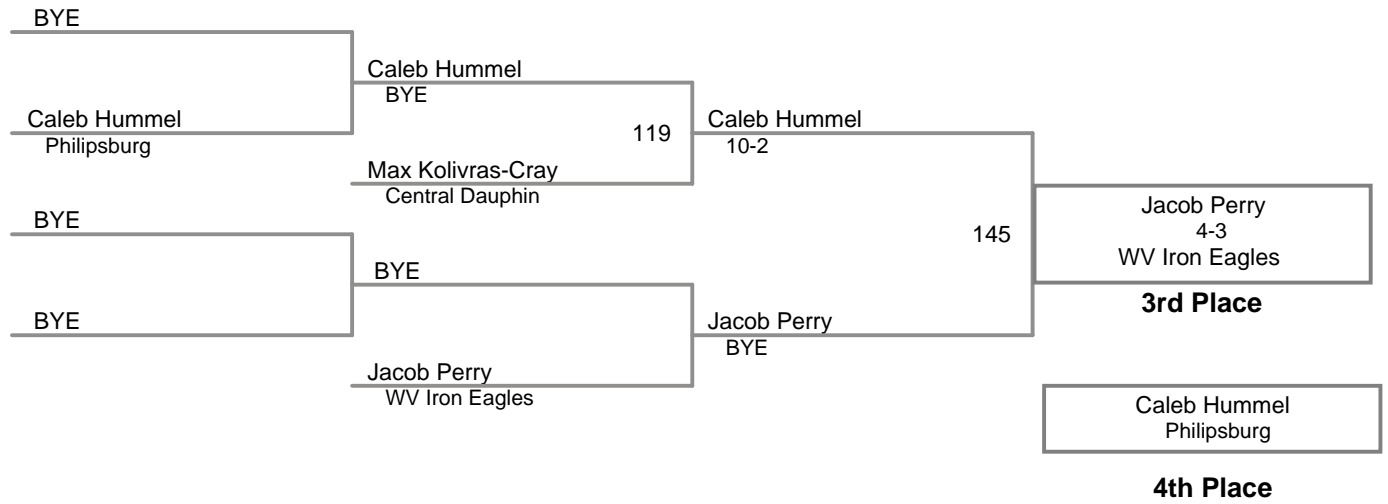 BYE
Caleb Hummel
BYE
Caleb Hummel
Philipsburg
119
Caleb Hummel
10-2
Max Kolivras-Cray
Central Dauphin
BYE
145
Jacob Perry
4-3
WV Iron Eagles
3rd Place
BYE
BYE
Jacob Perry
BYE
Jacob Perry
WV Iron Eagles
Caleb Hummel
Philipsburg
4th Place